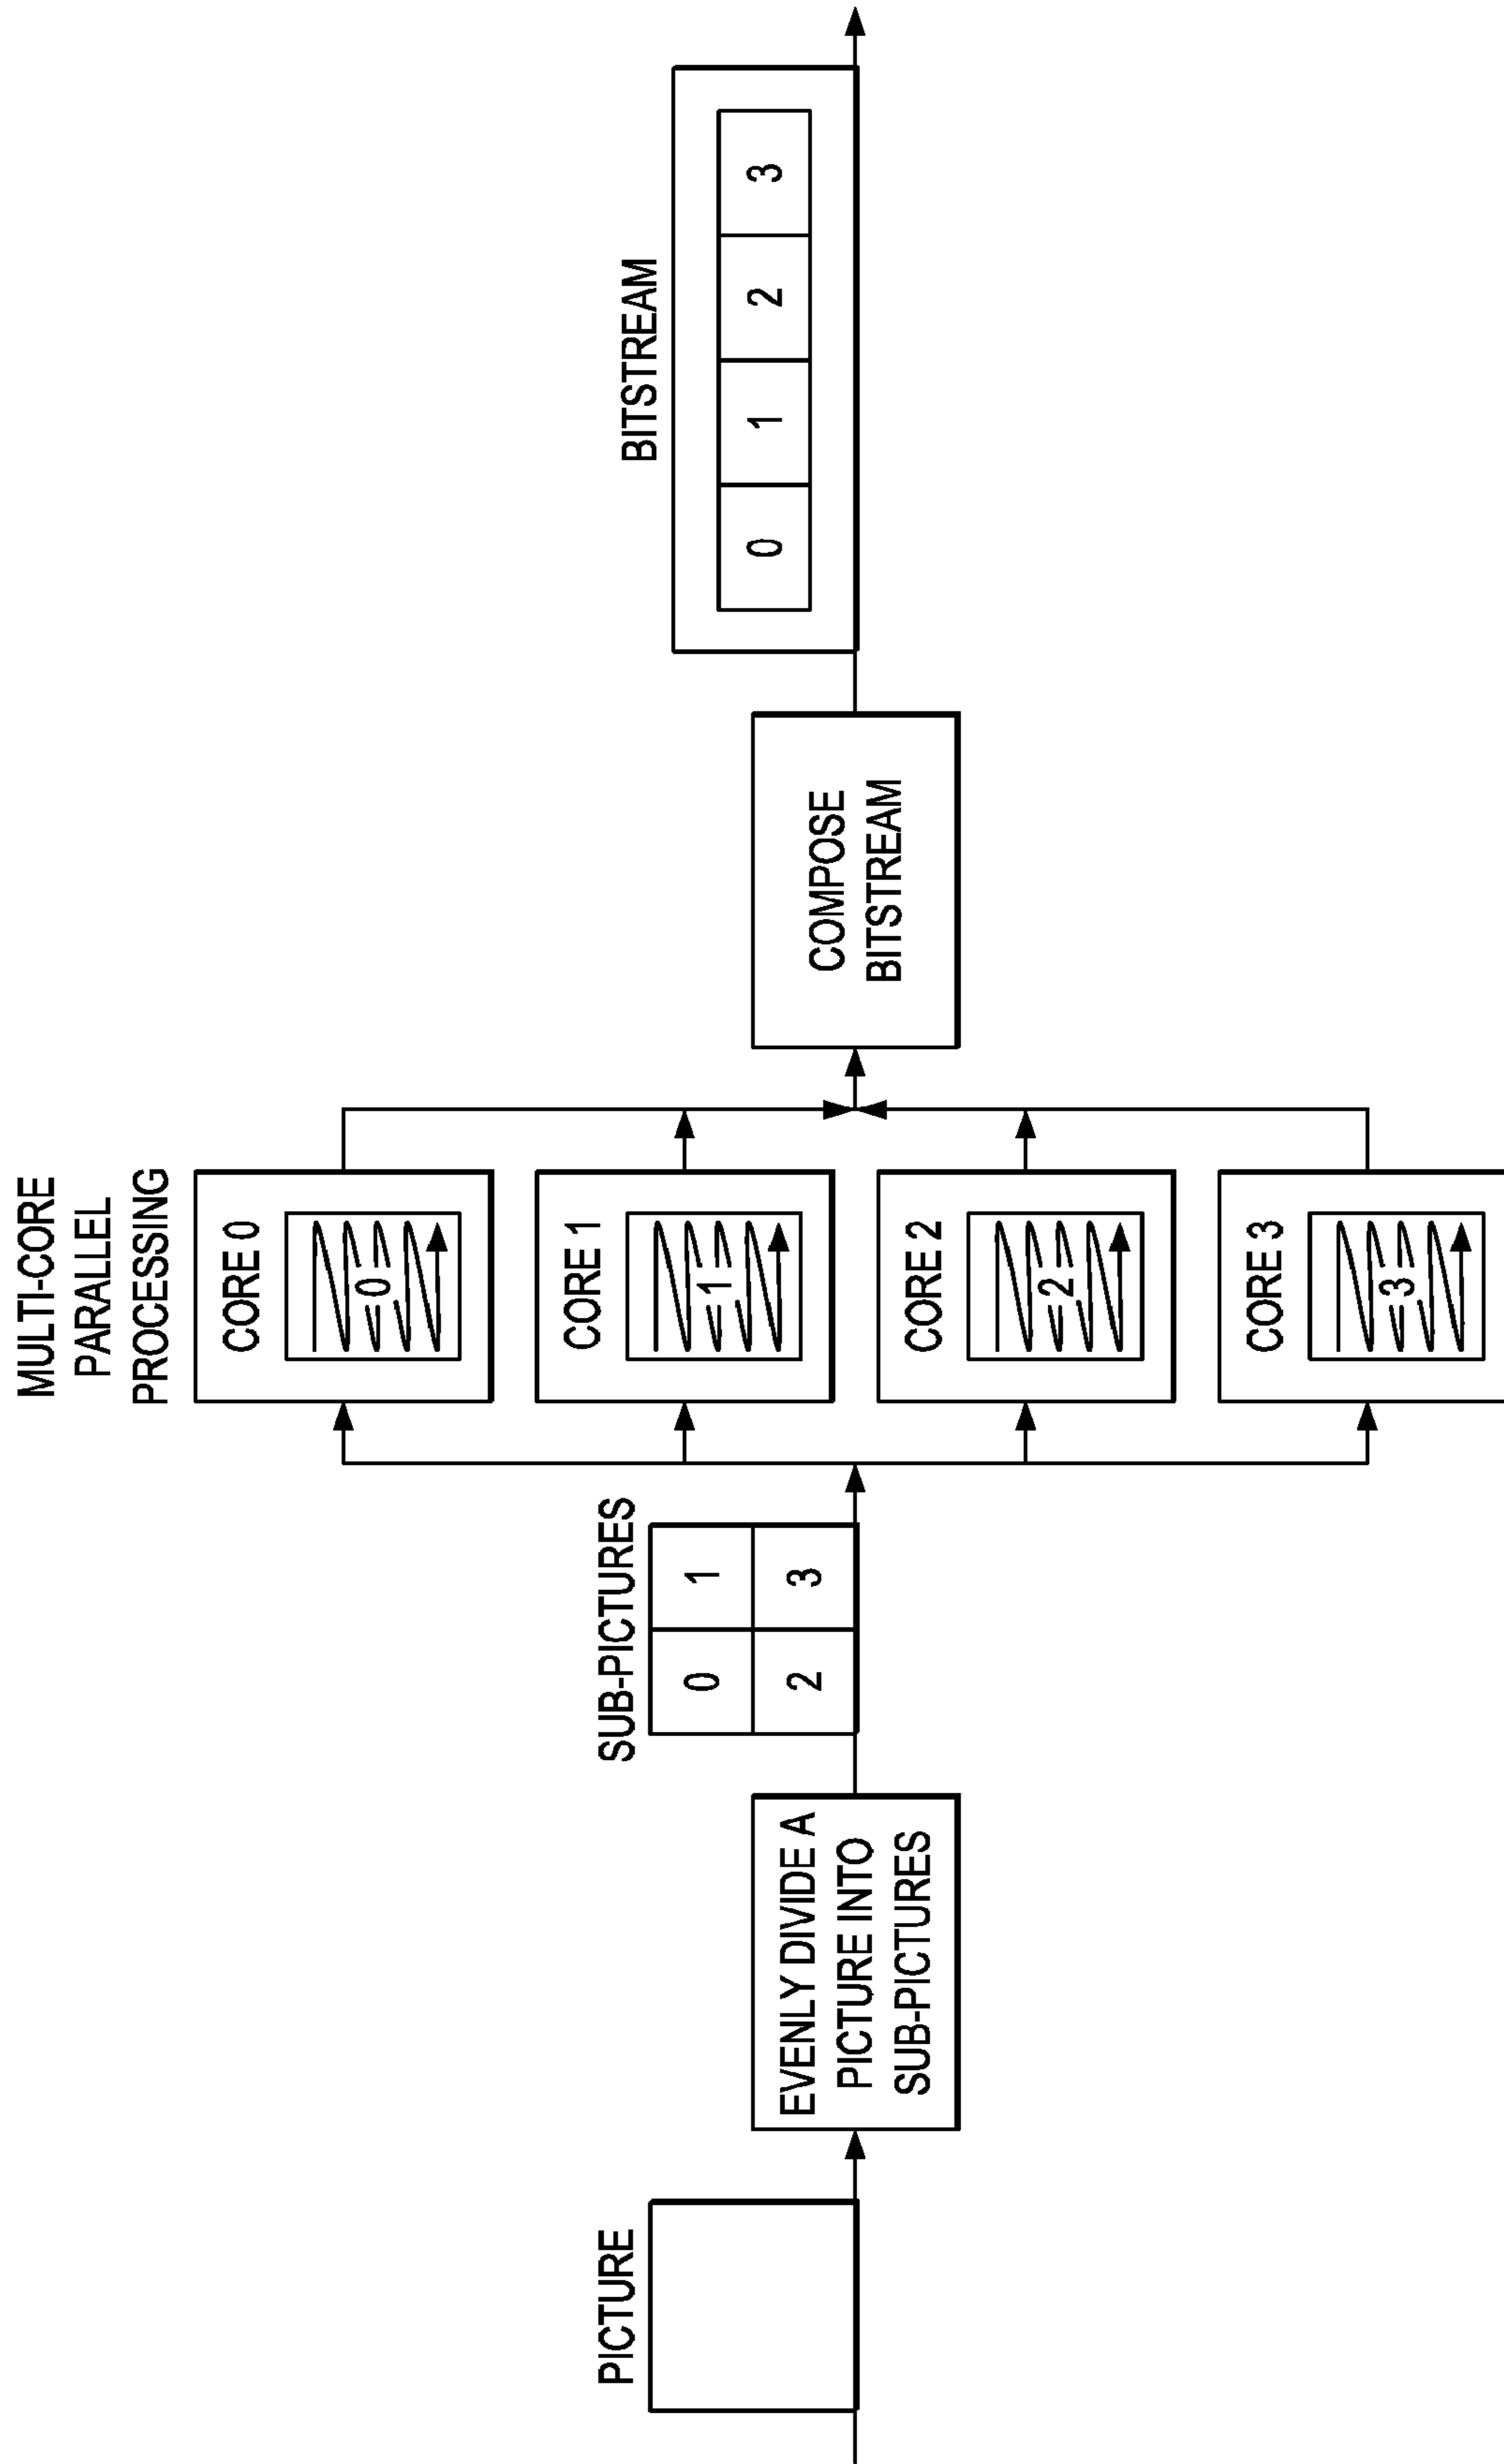 PICTURE
EVENLY DIVIDE A
PICTURE INTO
SUB-PICTURES
SUB-PICTURES
0 1
2 3
MULTI-CORE
PARALLEL
PROCESSING
CORE 0
0
CORE 1
1
CORE 2
2
CORE 3
3
COMPOSE
BITSTREAM
BITSTREAM
0 1 2 3